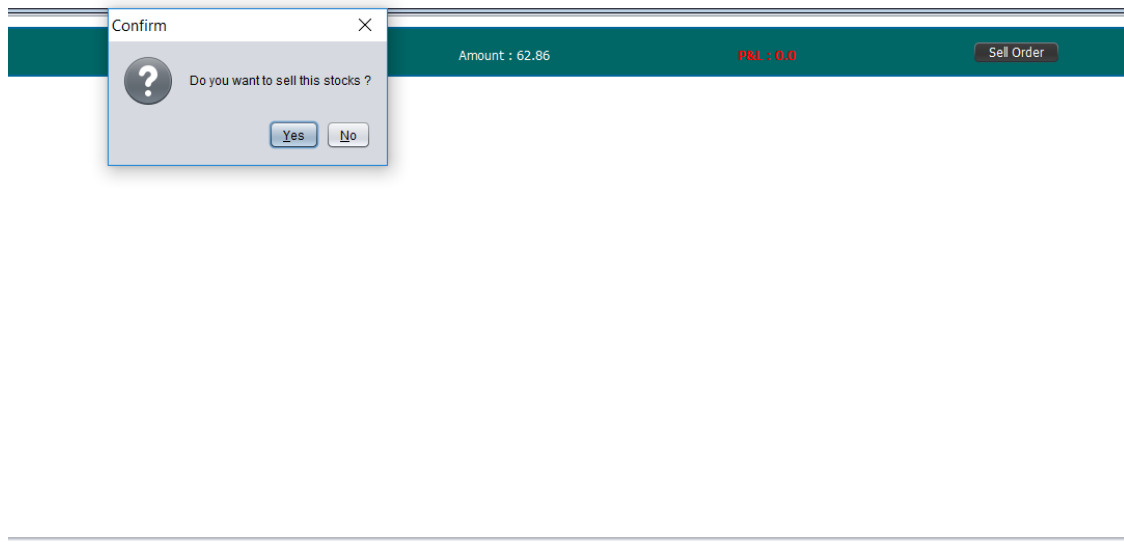 Confirm
Amount : 62.86
P&L : 0.0
Sell Order
Do you want to sell this stocks ?
Yes
No